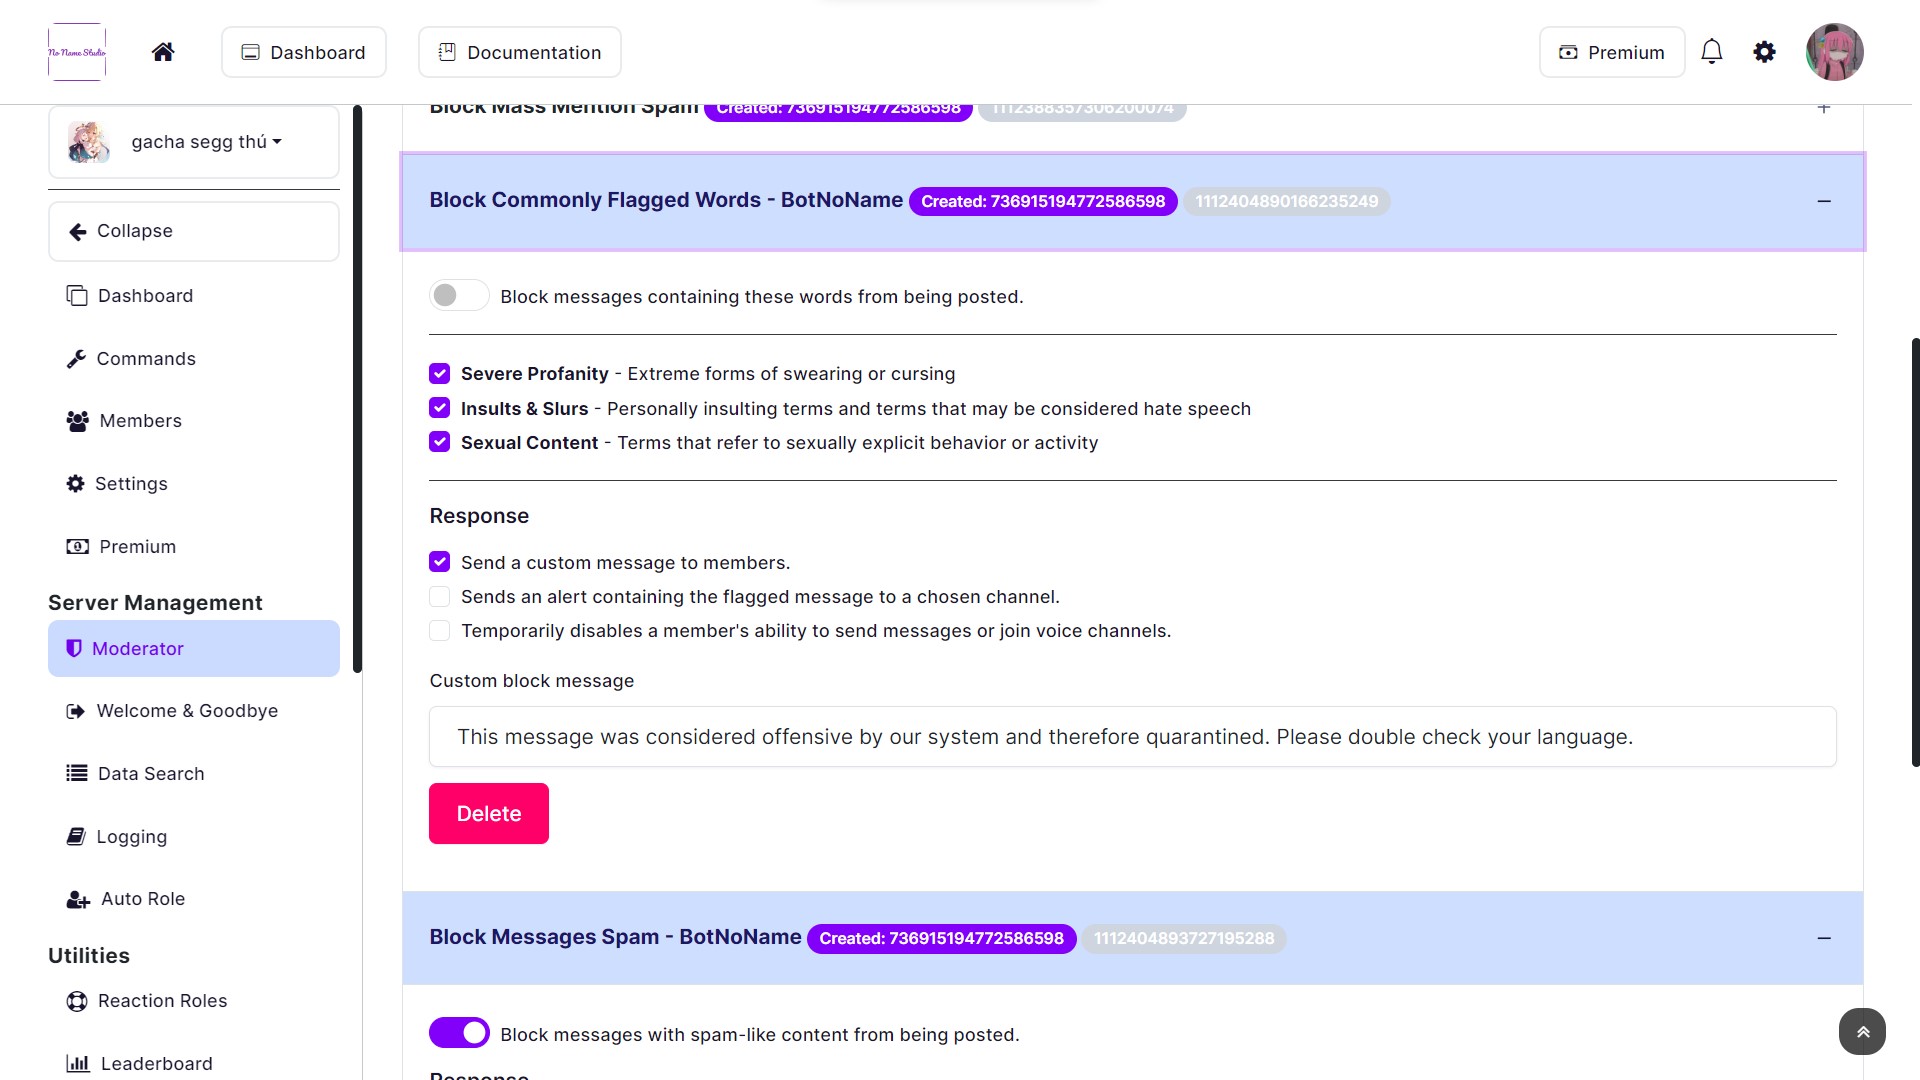 No Name Studio
Dashboard
Documentation
Premium
gacha segg thú
Collapse
Dashboard
Commands
Members
Settings
Premium
Server Management
Moderator
Welcome & Goodbye
Data Search
Logging
Auto Role
Utilities
Reaction Roles
Leaderboard
Block Mass Mention Spam Created: 736915194772586598 1112388357306200074
Block Commonly Flagged Words - BotNoName Created: 736915194772586598 1112404890166235249
Block messages containing these words from being posted.
Severe Profanity - Extreme forms of swearing or cursing
Insults & Slurs - Personally insulting terms and terms that may be considered hate speech
Sexual Content - Terms that refer to sexually explicit behavior or activity
Response
Send a custom message to members.
Sends an alert containing the flagged message to a chosen channel.
Temporarily disables a member's ability to send messages or join voice channels.
Custom block message
This message was considered offensive by our system and therefore quarantined. Please double check your language.
Delete
Block Messages Spam - BotNoName Created: 736915194772586598 1112404893727195288
Block messages with spam-like content from being posted.
Response